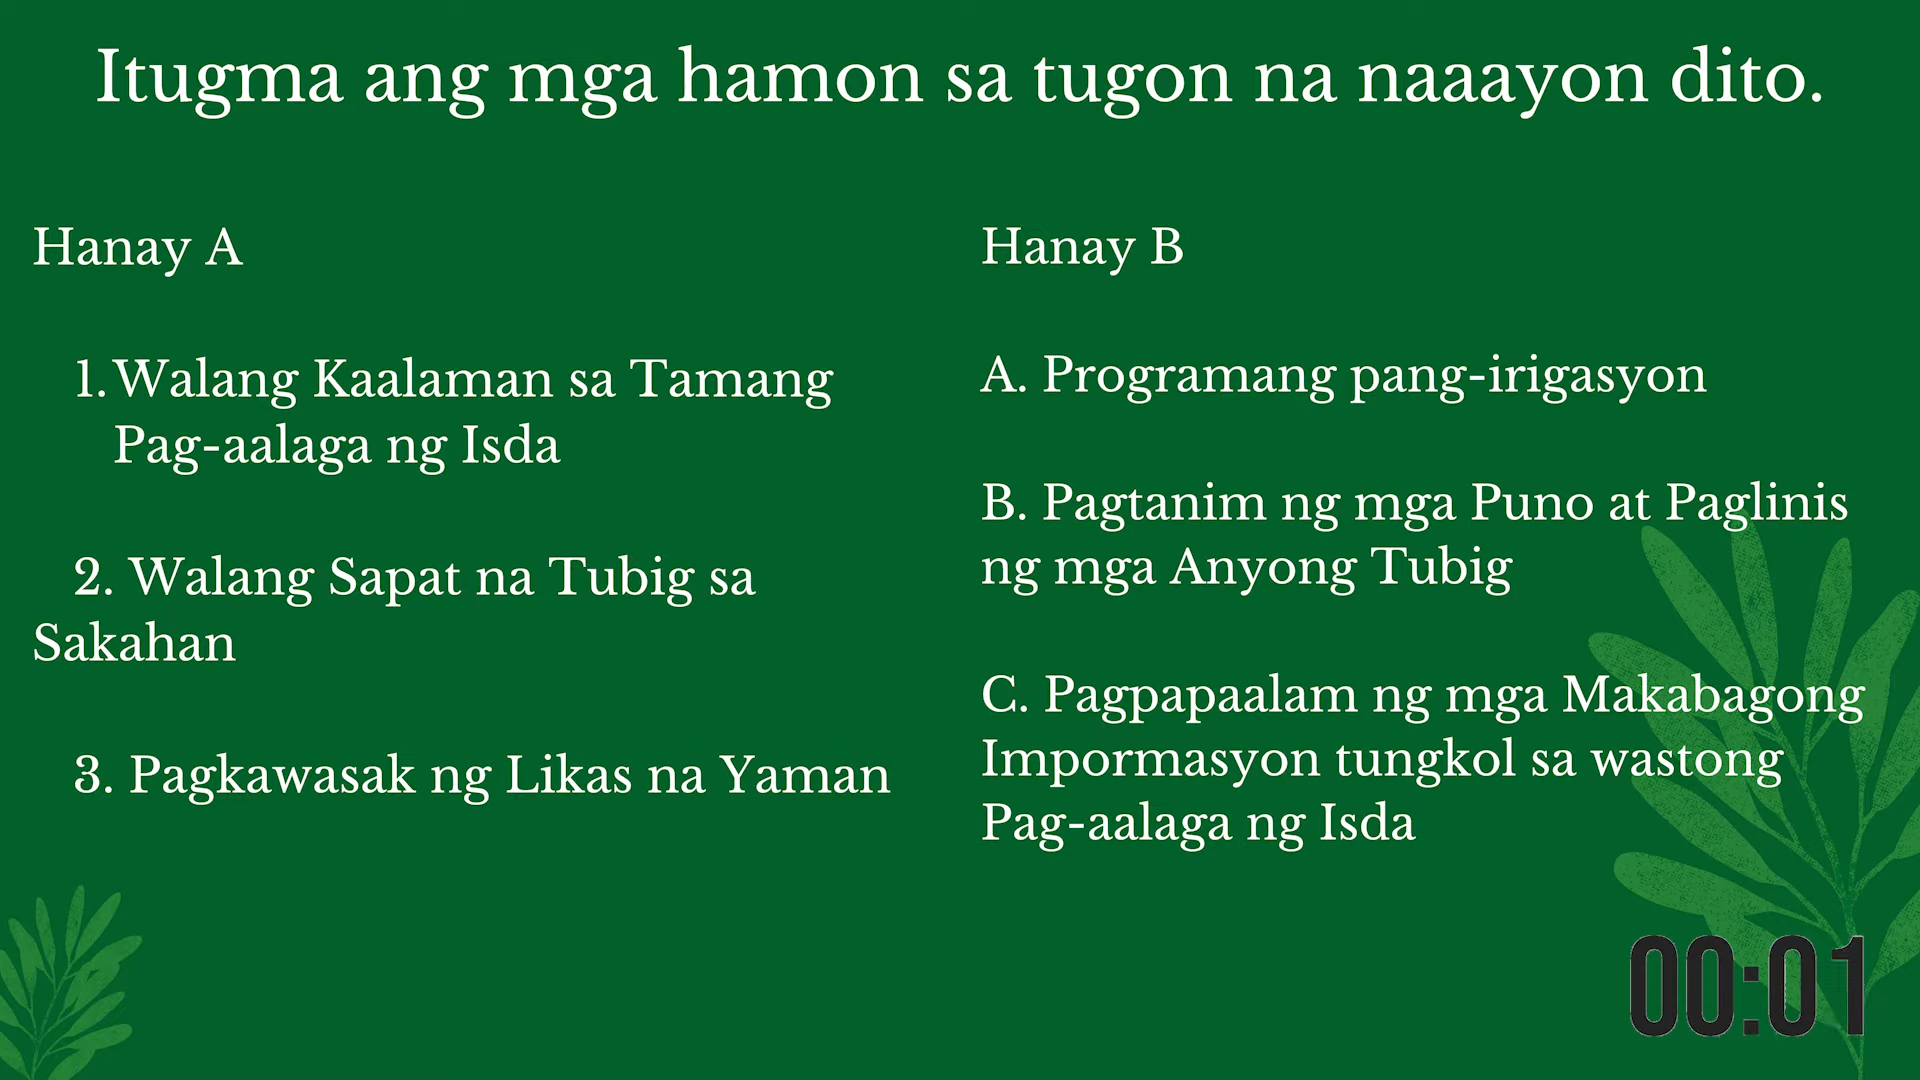 Itugma ang mga hamon sa tugon na naaayon dito.
Hanay A
1. Walang Kaalaman sa Tamang
Pag-aalaga ng Isda
2. Walang Sapat na Tubig sa
Sakahan
3. Pagkawasak ng Likas na Yaman
Hanay B
A. Programang pang-irigasyon
B. Pagtanim ng mga Puno at Paglinis
ng mga Anyong Tubig
C. Pagpapaalam ng mga Makabagong
Impormasyon tungkol sa wastong
Pag-aalaga ng Isda
00:01